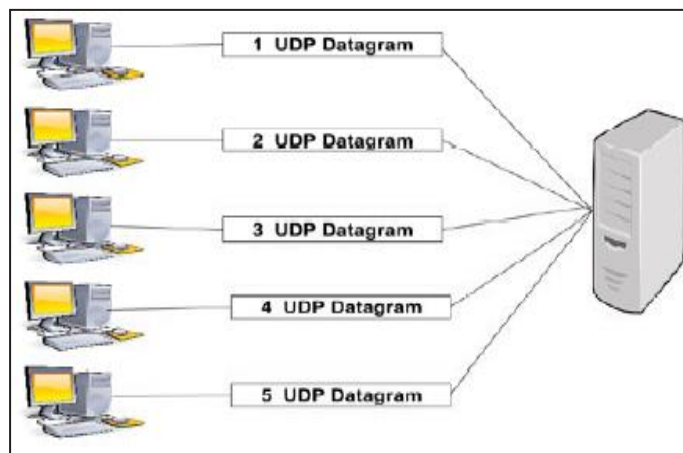 1 UDP Datagram
2 UDP Datagram
3 UDP Datagram
4 UDP Datagram
5 UDP Datagram